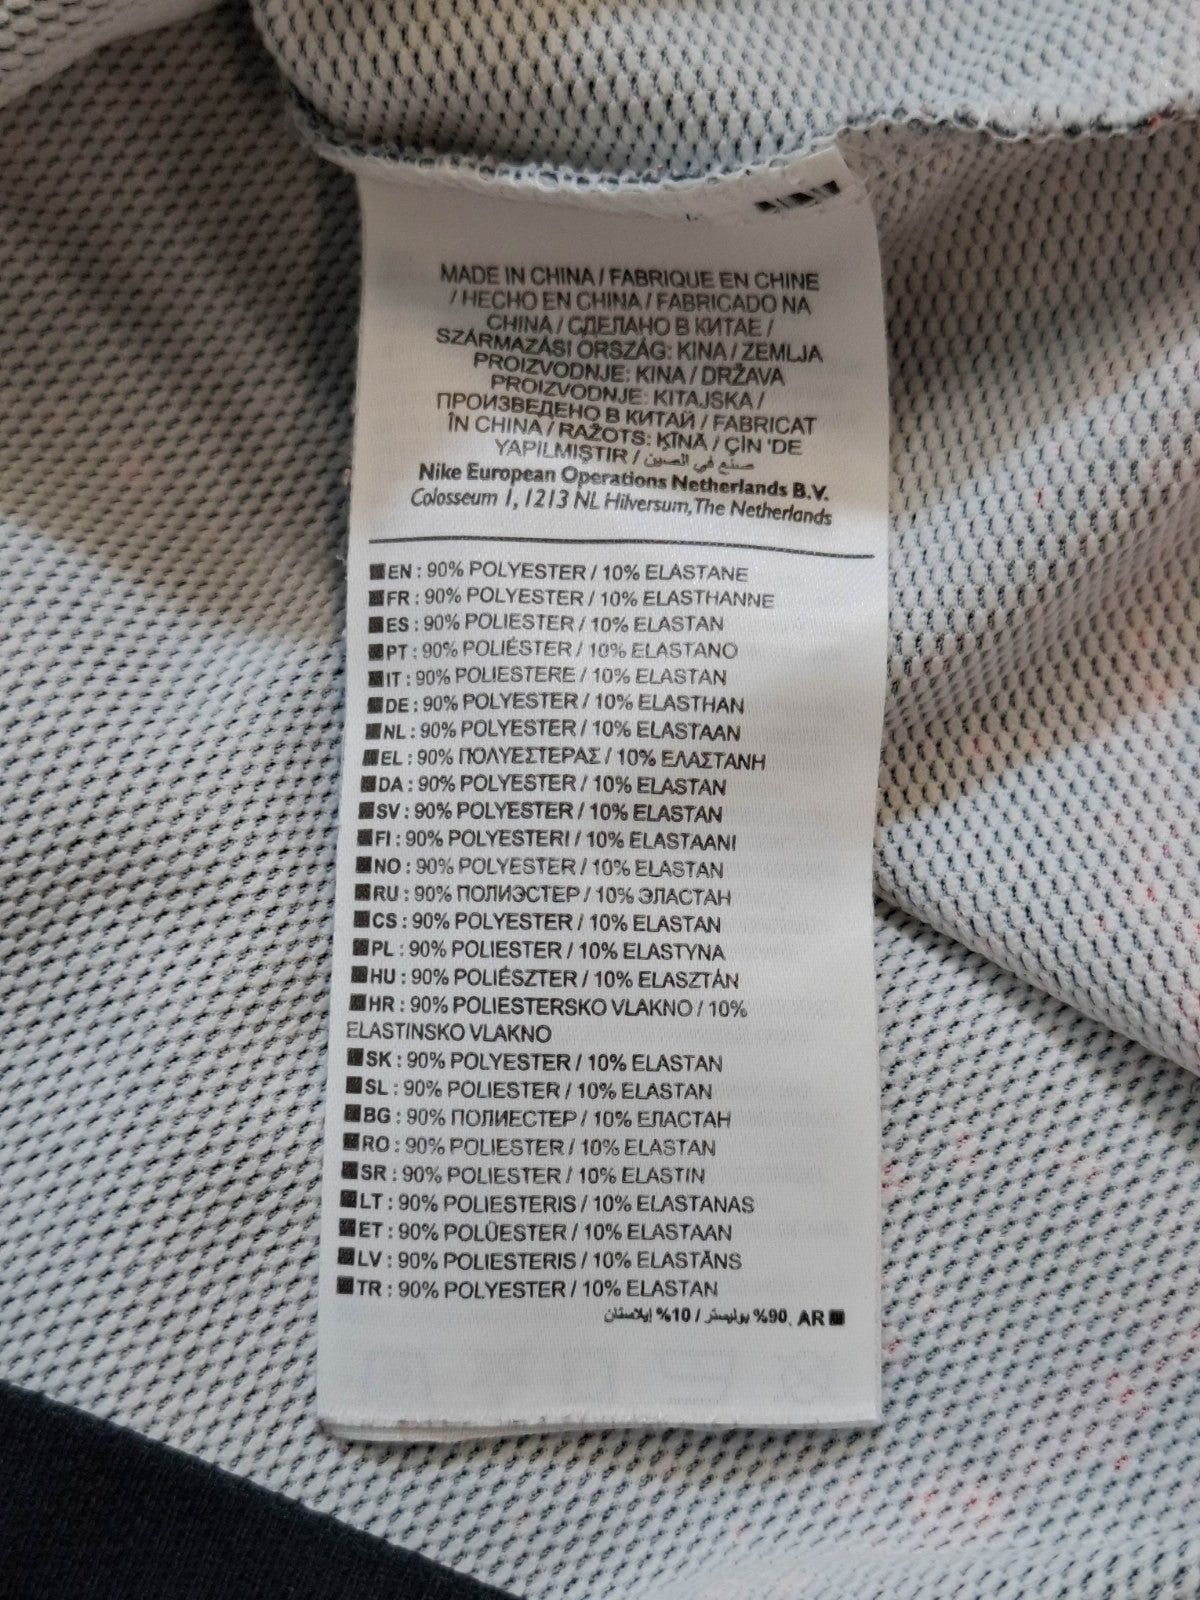 MADE IN CHINA / FABRIQUE EN CHINE
/ HECHO EN CHINA / FABRICADO NA
CHINA / СДЕЛАНО В КИТАЕ /
SZÁRMAZÁSI ORSZÁG: KINA / ZEMLJA
PROIZVODNJE: KINA / DRŽAVA
PROIZVODNJE: KITAJSKA /
ПРОИЗВЕДЕНО В КИТАЙ / FABRICAT
ÎN CHINA / RAŽOTS: ĶĪNA / ÇİN 'DE
YAPILMIŞTIR / صنع في الصين
Nike European Operations Netherlands B.V.
Colosseum 1, 1213 NL Hilversum, The Netherlands
EN : 90% POLYESTER / 10% ELASTANE
FR : 90% POLYESTER / 10% ELASTHANNE
ES : 90% POLIESTER / 10% ELASTAN
PT : 90% POLIÉSTER / 10% ELASTANO
IT : 90% POLIESTERE / 10% ELASTAN
DE : 90% POLYESTER / 10% ELASTHAN
NL : 90% POLYESTER / 10% ELASTAAN
EL : 90% ΠΟΛΥΕΣΤΕΡΑΣ / 10% ΕΛΑΣΤΑΝΗ
DA : 90% POLYESTER / 10% ELASTAN
SV : 90% POLYESTER / 10% ELASTAN
FI : 90% POLYESTERI / 10% ELASTAANI
NO : 90% POLYESTER / 10% ELASTAN
RU : 90% ПОЛИЭСТЕР / 10% ЭЛАСТАН
CS : 90% POLYESTER / 10% ELASTAN
PL : 90% POLIESTER / 10% ELASTYNA
HU : 90% POLIÉSZTER / 10% ELASZTÁN
HR : 90% POLIESTERSKO VLAKNO / 10%
ELASTINSKO VLAKNO
SK : 90% POLYESTER / 10% ELASTAN
SL : 90% POLIESTER / 10% ELASTAN
BG : 90% ПОЛИЕСТЕР / 10% ЕЛАСТАН
RO : 90% POLIESTER / 10% ELASTAN
SR : 90% POLIESTER / 10% ELASTIN
LT : 90% POLIESTERIS / 10% ELASTANAS
ET : 90% POLÜESTER / 10% ELASTAAN
LV : 90% POLIESTERIS / 10% ELASTĀNS
TR : 90% POLYESTER / 10% ELASTAN
AR .90% بوليستر / 10% إيلاستان